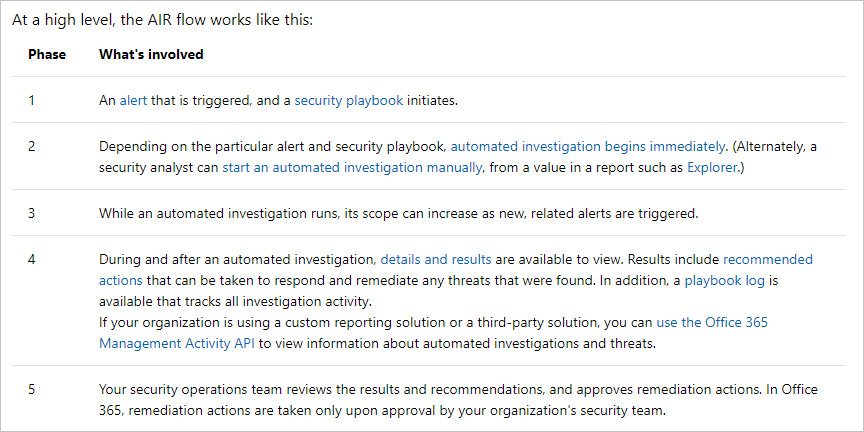 At a high level, the AIR flow works like this:
Phase What's involved
1 An alert that is triggered, and a security playbook initiates.
2 Depending on the particular alert and security playbook, automated investigation begins immediately. (Alternately, a
security analyst can start an automated investigation manually, from a value in a report such as Explorer.)
3 While an automated investigation runs, its scope can increase as new, related alerts are triggered.
4 During and after an automated investigation, details and results are available to view. Results include recommended
actions that can be taken to respond and remediate any threats that were found. In addition, a playbook log is
available that tracks all investigation activity.
If your organization is using a custom reporting solution or a third-party solution, you can use the Office 365
Management Activity API to view information about automated investigations and threats.
5 Your security operations team reviews the results and recommendations, and approves remediation actions. In Office
365, remediation actions are taken only upon approval by your organization's security team.